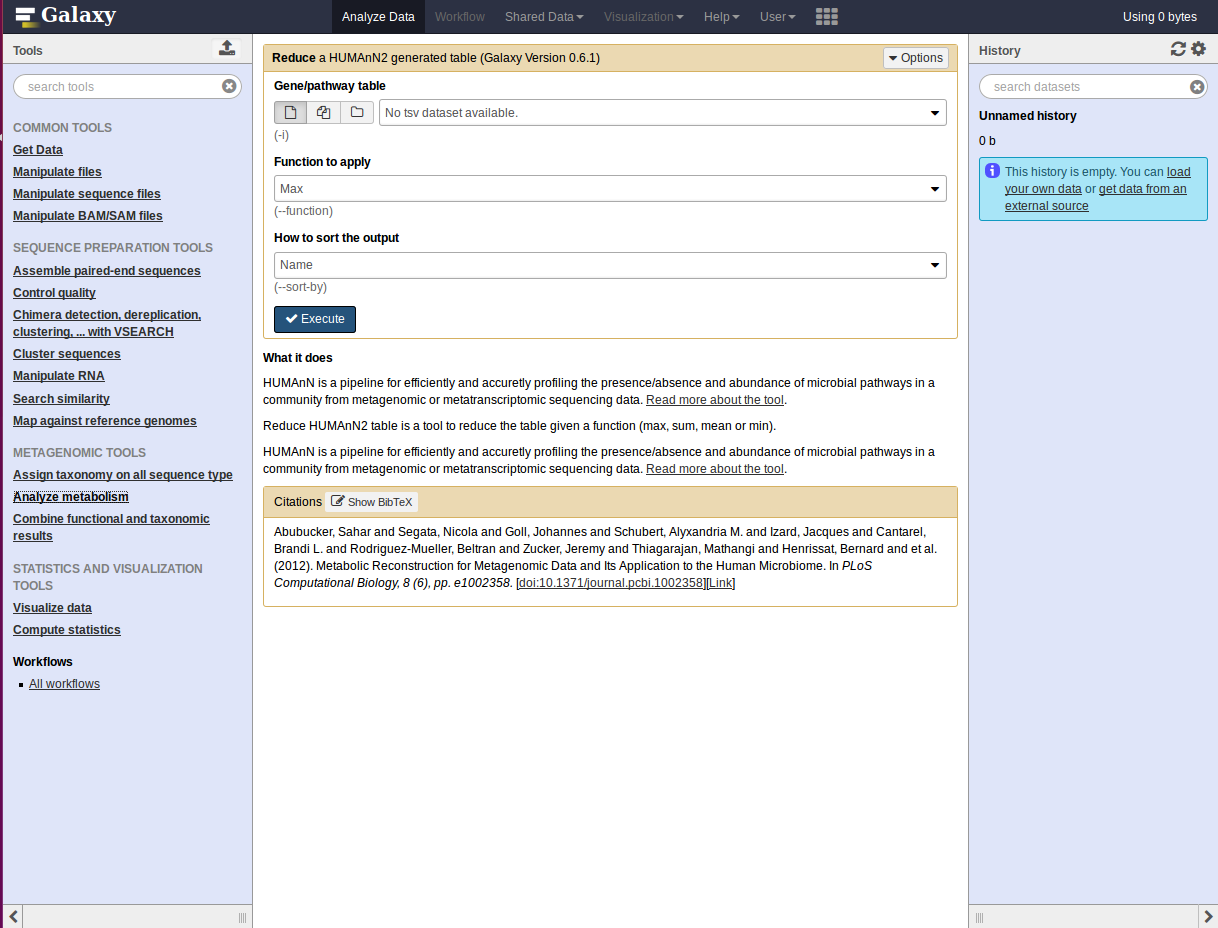 Galaxy
Analyze Data
Workflow
Shared Data
Visualization
Help
User
Using 0 bytes
Tools
search tools
COMMON TOOLS
Get Data
Manipulate files
Manipulate sequence files
Manipulate BAM/SAM files
SEQUENCE PREPARATION TOOLS
Assemble paired-end sequences
Control quality
Chimera detection, dereplication,
clustering, ... with VSEARCH
Cluster sequences
Manipulate RNA
Search similarity
Map against reference genomes
METAGENOMIC TOOLS
Assign taxonomy on all sequence type
Analyze metabolism
Combine functional and taxonomic
results
STATISTICS AND VISUALIZATION
TOOLS
Visualize data
Compute statistics
Workflows
All workflows
Reduce a HUMAnN2 generated table (Galaxy Version 0.6.1)
Options
Gene/pathway table
No tsv dataset available.
(-i)
Function to apply
Max
(--function)
How to sort the output
Name
(--sort-by)
Execute
What it does
HUMAnN is a pipeline for efficiently and accuretly profiling the presence/absence and abundance of microbial pathways in a
community from metagenomic or metatranscriptomic sequencing data. Read more about the tool.
Reduce HUMAnN2 table is a tool to reduce the table given a function (max, sum, mean or min).
HUMAnN is a pipeline for efficiently and accuretly profiling the presence/absence and abundance of microbial pathways in a
community from metagenomic or metatranscriptomic sequencing data. Read more about the tool.
Citations
Show BibTeX
Abubucker, Sahar and Segata, Nicola and Goll, Johannes and Schubert, Alyxandria M. and Izard, Jacques and Cantarel,
Brandi L. and Rodriguez-Mueller, Beltran and Zucker, Jeremy and Thiagarajan, Mathangi and Henrissat, Bernard and et al.
(2012). Metabolic Reconstruction for Metagenomic Data and Its Application to the Human Microbiome. In PLoS
Computational Biology, 8 (6), pp. e1002358. [doi:10.1371/journal.pcbi.1002358][Link]
History
search datasets
Unnamed history
0 b
This history is empty. You can load
your own data or get data from an
external source